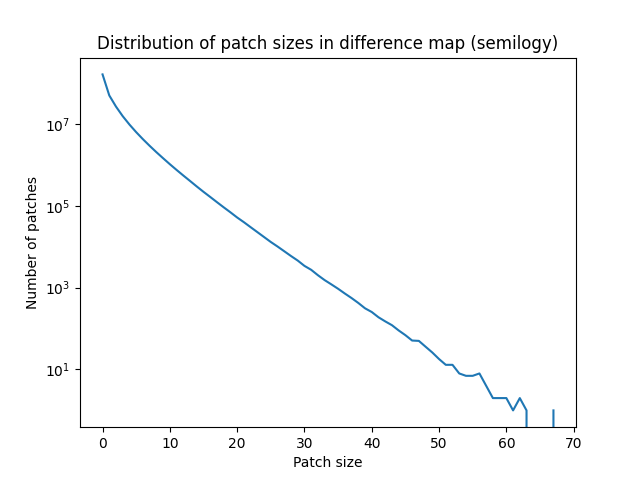 Distribution of patch sizes in difference map (semilogy)
Number of patches
10^7
10^5
10^3
10^1
0 10 20 30 40 50 60 70
Patch size